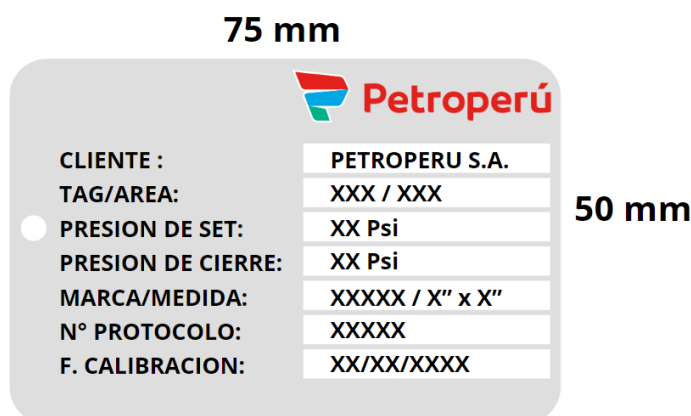 75 mm
Petroperú
CLIENTE : PETROPERU S.A.
TAG/AREA: XXX / XXX
50 mm
PRESION DE SET: XX Psi
PRESION DE CIERRE: XX Psi
MARCA/MEDIDA: XXXXX / X” x X”
N° PROTOCOLO: XXXXX
F. CALIBRACION: XX/XX/XXXX